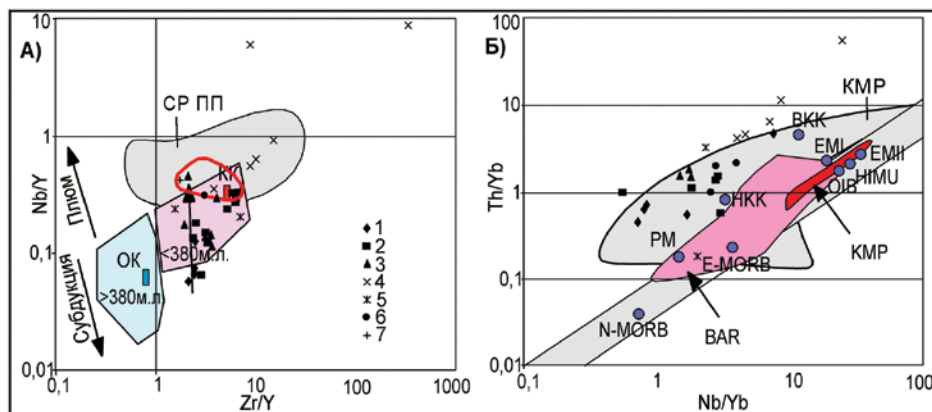 А)
10
1
0,1
0,01
Nb/Y
0,1
1
10
100
1000
Zr/Y
СР ПП
КК
ОК
>380м.л.
<380м.л.
Плюм
Субдукция
1
2
3
4
5
6
7
Б)
100
10
1
0,1
0,01
Th/Yb
0,1
1
10
100
Nb/Yb
КМР
ВКК
EMI
EMII
HIMU
OIB
НКК
КМР
PM
E-MORB
N-MORB
BAR